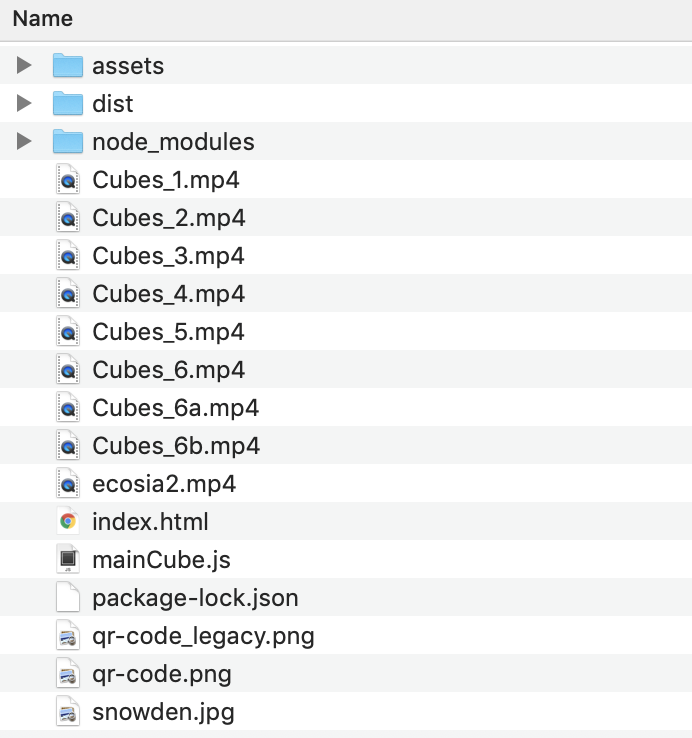 Name
assets
dist
node_modules
Cubes_1.mp4
Cubes_2.mp4
Cubes_3.mp4
Cubes_4.mp4
Cubes_5.mp4
Cubes_6.mp4
Cubes_6a.mp4
Cubes_6b.mp4
ecosia2.mp4
index.html
mainCube.js
package-lock.json
qr-code_legacy.png
qr-code.png
snowden.jpg